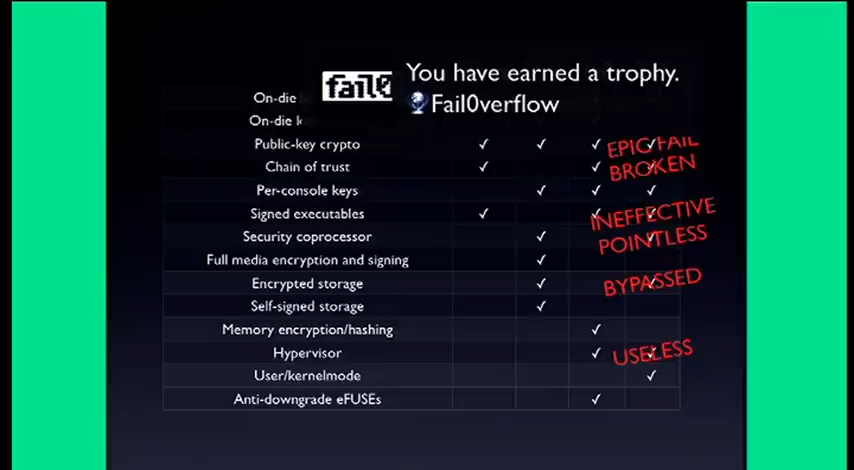 fail0
You have earned a trophy.
Fail0verflow
On-die
On-die
Public-key crypto ✓ ✓ ✓ ✓ EPIC FAIL
Chain of trust ✓ ✓ ✓ BROKEN
Per-console keys ✓ ✓ ✓
Signed executables ✓ ✓ ✓ INEFFECTIVE
Security coprocessor ✓ ✓ POINTLESS
Full media encryption and signing ✓
Encrypted storage ✓ ✓ BYPASSED
Self-signed storage ✓
Memory encryption/hashing ✓
Hypervisor ✓ ✓ USELESS
User/kernelmode ✓
Anti-downgrade eFUSEs ✓